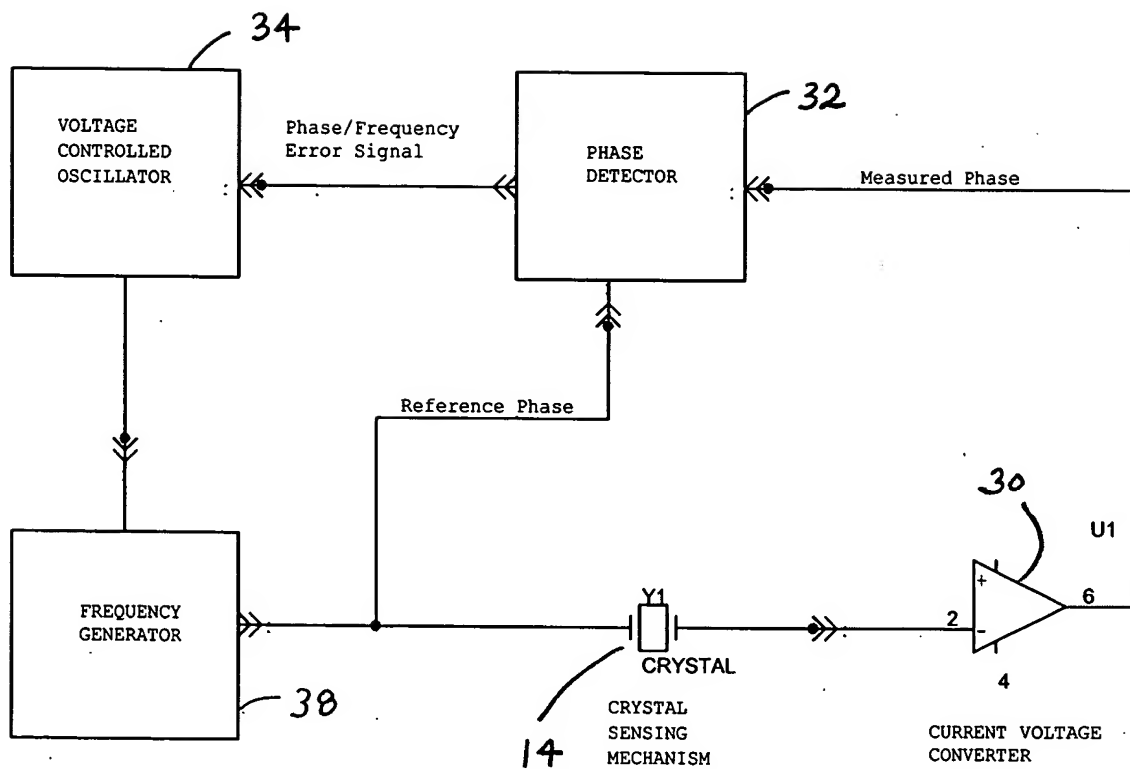 34
32
VOLTAGE
CONTROLLED
OSCILLATOR
Phase/Frequency
Error Signal
PHASE
DETECTOR
Measured Phase
Reference Phase
30
U1
FREQUENCY
GENERATOR
Y1
+
6
2
-
CRYSTAL
4
38
14
CRYSTAL
SENSING
MECHANISM
CURRENT VOLTAGE
CONVERTER